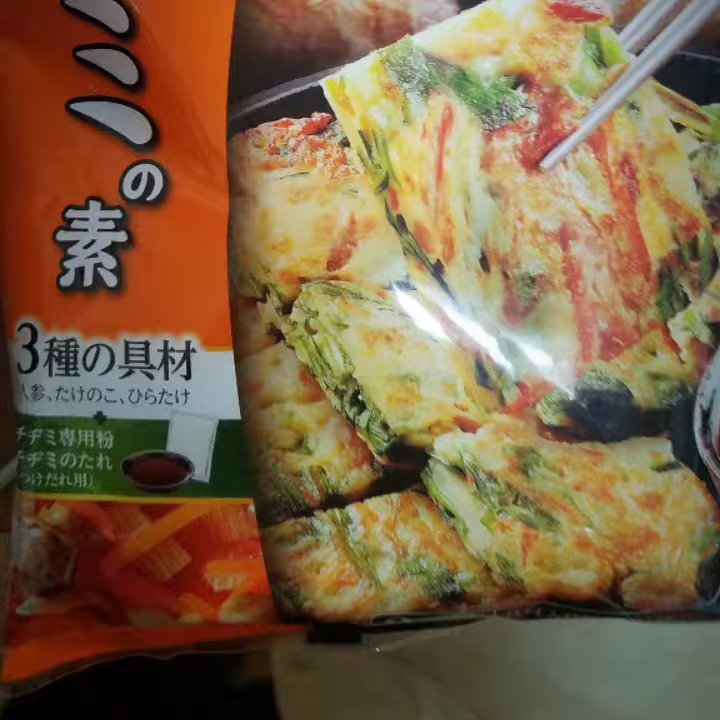 ミの
素
3種の具材
人参、たけのこ、ひらたけ
+
チヂミ専用粉
チヂミのたれ
(つけだれ用)